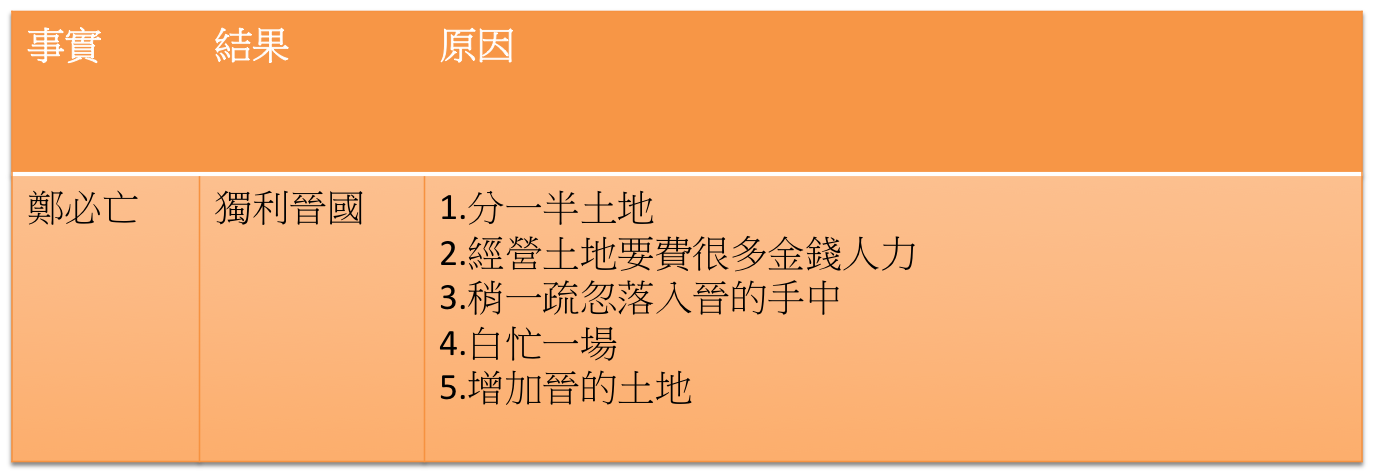 事實 結果 原因
鄭必亡 獨利晉國 1.分一半土地
2.經營土地要費很多金錢人力
3.稍一疏忽落入晉的手中
4.白忙一場
5.增加晉的土地